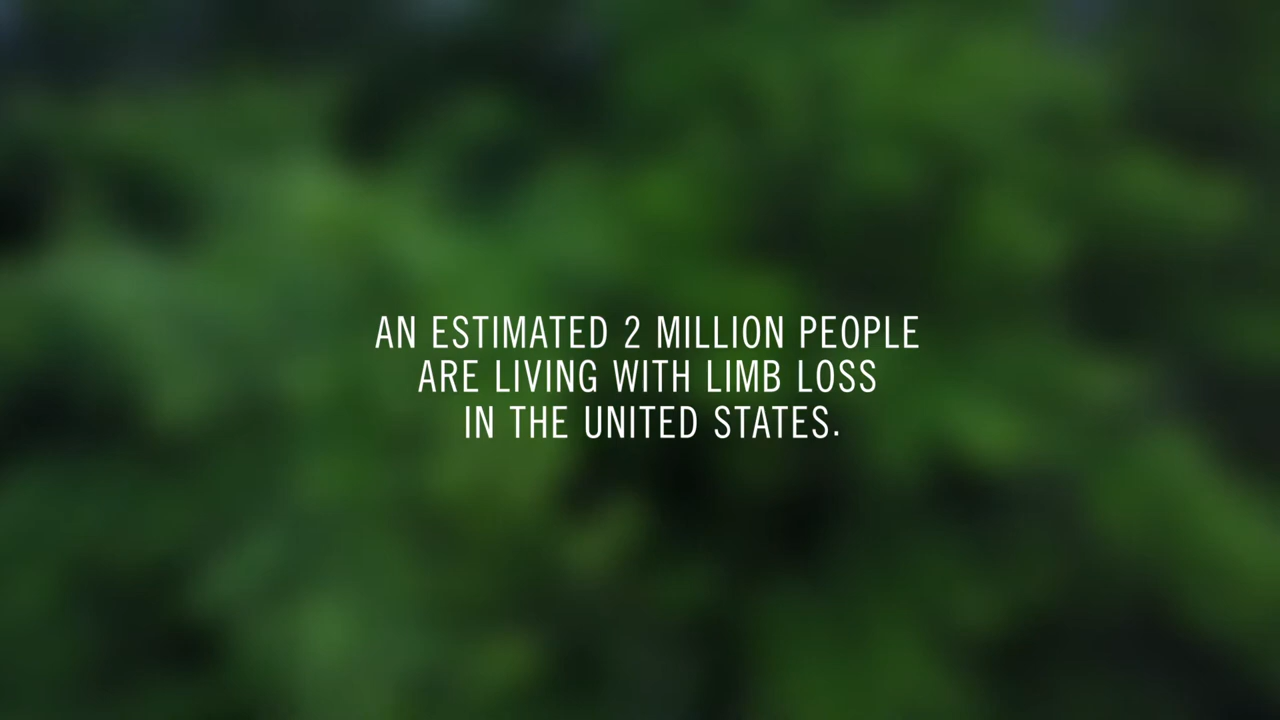 AN ESTIMATED 2 MILLION PEOPLE
ARE LIVING WITH LIMB LOSS
IN THE UNITED STATES.